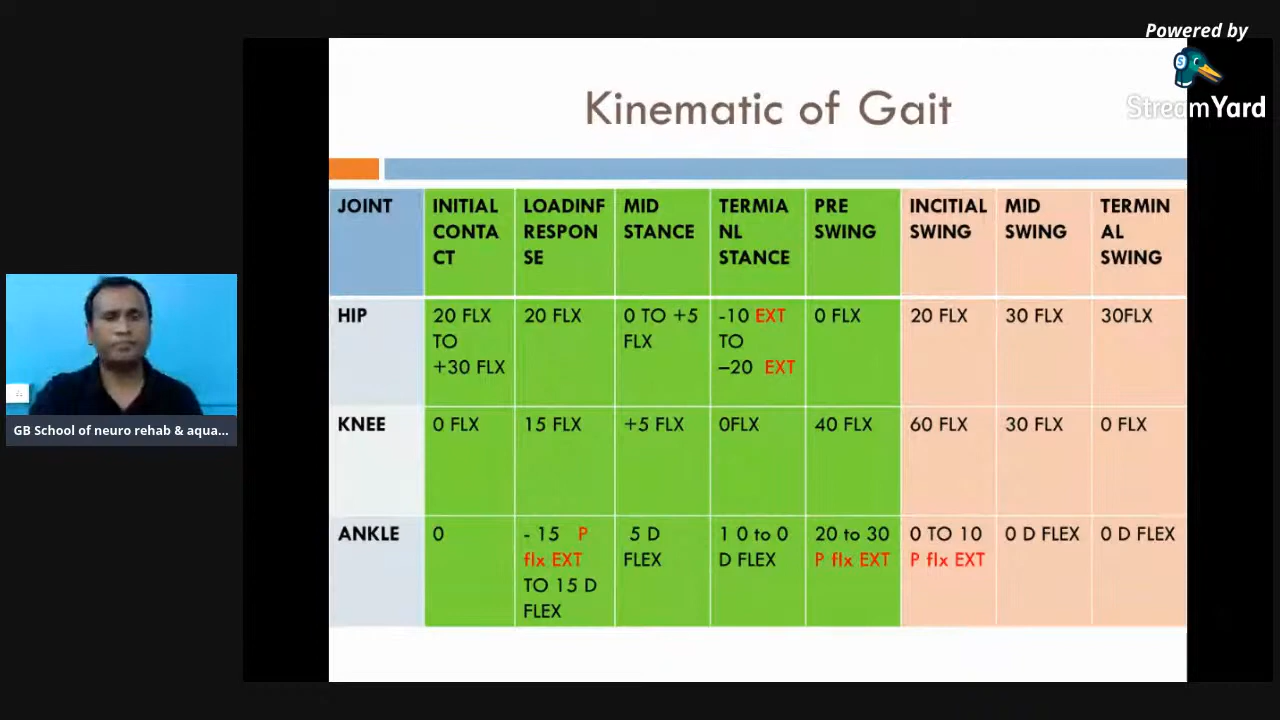 Powered by
StreamYard
Kinematic of Gait
JOINT
INITIAL
CONTA
CT
LOADINF
RESPON
SE
MID
STANCE
TERMIA
NL
STANCE
PRE
SWING
INCITIAL
SWING
MID
SWING
TERMIN
AL
SWING
HIP
20 FLX
TO
+30 FLX
20 FLX
0 TO +5
FLX
-10 EXT
TO
–20 EXT
0 FLX
20 FLX
30 FLX
30FLX
KNEE
0 FLX
15 FLX
+5 FLX
0FLX
40 FLX
60 FLX
30 FLX
0 FLX
ANKLE
0
- 15 P
flx EXT
TO 15 D
FLEX
5 D
FLEX
1 0 to 0
D FLEX
20 to 30
P flx EXT
0 TO 10
P flx EXT
0 D FLEX
0 D FLEX
GB School of neuro rehab & aqua...